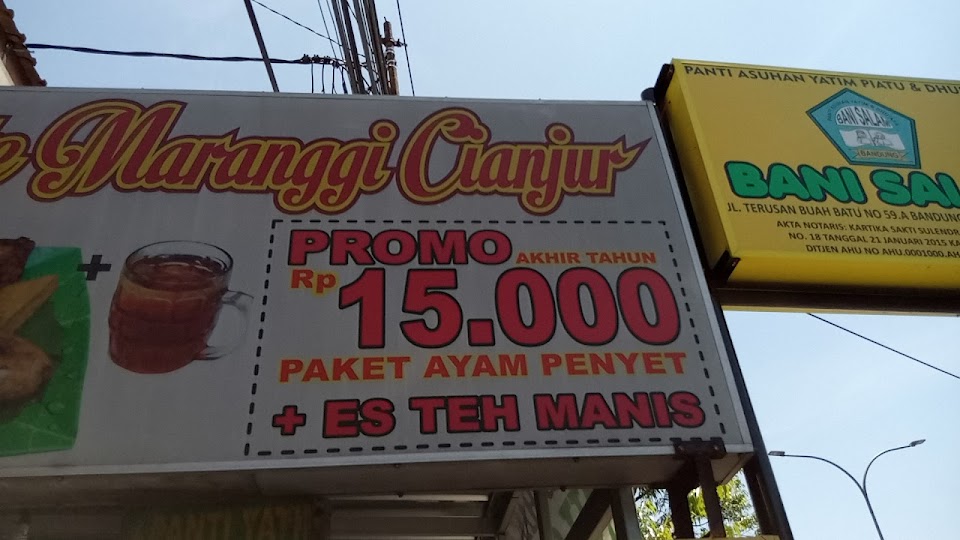 Maranggi Cianjur
+
PROMO AKHIR TAHUN
Rp 15.000
PAKET AYAM PENYET
+ ES TEH MANIS
PANTI ASUHAN YATIM PIATU &
BANI SALAM
BANDUNG
BANI
JL. TERUSAN BUAH BATU NO 59.A BANDUNG
AKTA NOTARIS: KARTIKA SAKTI
NO. 18 TANGGAL 21 JANUARI 2015
DITJEN AHU NO AHU.0001000.AH